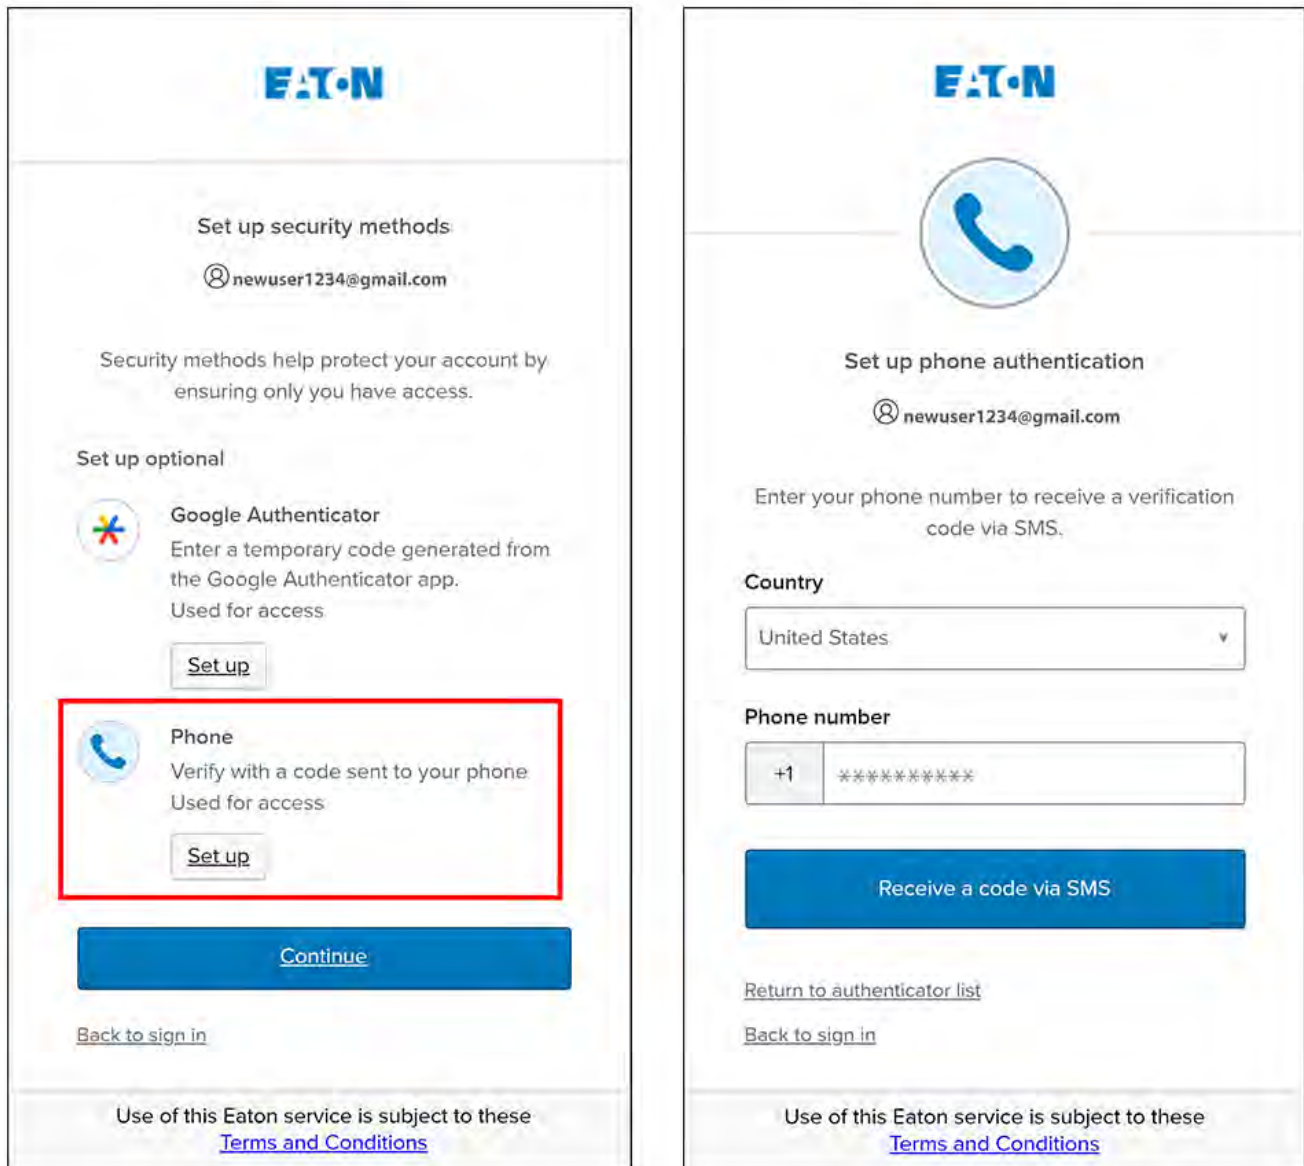 EATON
Set up security methods
newuser1234@gmail.com
Security methods help protect your account by
ensuring only you have access.
Set up optional
Google Authenticator
Enter a temporary code generated from
the Google Authenticator app.
Used for access
Set up
Phone
Verify with a code sent to your phone
Used for access
Set up
Continue
Back to sign in
Use of this Eaton service is subject to these
Terms and Conditions
EATON
Set up phone authentication
newuser1234@gmail.com
Enter your phone number to receive a verification
code via SMS.
Country
United States
Phone number
+1 **********
Receive a code via SMS
Return to authenticator list
Back to sign in
Use of this Eaton service is subject to these
Terms and Conditions